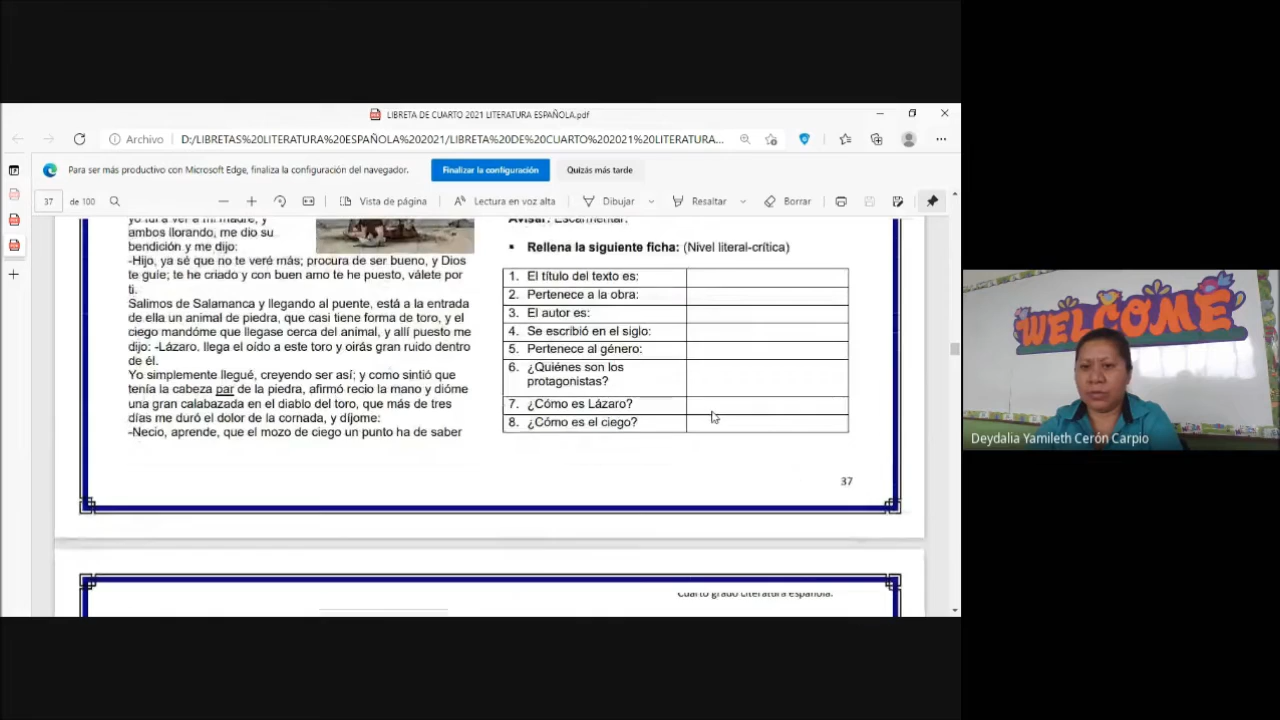 LIBRETA DE CUARTO 2021 LITERATURA ESPAÑOLA.pdf
Archivo
D:/LIBRETAS%20LITERATURA%20ESPAÑOLA%202021/LIBRETA%20DE%20CUARTO%202021%20LITERATURA...
Para ser más productivo con Microsoft Edge, finaliza la configuración del navegador.
Finalizar la configuración
Quizás más tarde
37 de 100
Vista de página
Lectura en voz alta
Dibujar
Resaltar
Borrar
yo fui a ver a mi madre, y
ambos llorando, me dio su
bendición y me dijo:
-Hijo, ya sé que no te veré más; procura de ser bueno, y Dios
te guíe; te he criado y con buen amo te he puesto, válete por
ti.
Salimos de Salamanca y llegando al puente, está a la entrada
de ella un animal de piedra, que casi tiene forma de toro, y el
ciego mandóme que llegase cerca del animal, y allí puesto me
dijo: -Lázaro. llega el oído a este toro y oirás gran ruido dentro
de él.
Yo simplemente llegué, creyendo ser así; y como sintió que
tenía la cabeza par de la piedra, afirmó recio la mano y dióme
una gran calabazada en el diablo del toro, que más de tres
días me duró el dolor de la cornada, y díjome:
-Necio, aprende, que el mozo de ciego un punto ha de saber
Avisar: Escarmentar.
▪ Rellena la siguiente ficha: (Nivel literal-crítica)
1. El título del texto es:
2. Pertenece a la obra:
3. El autor es:
4. Se escribió en el siglo:
5. Pertenece al género:
6. ¿Quiénes son los
protagonistas?
7. ¿Cómo es Lázaro?
8. ¿Cómo es el ciego?
37
Cuarto grado Literatura española.
WELCOME
Deydalia Yamileth Cerón Carpio